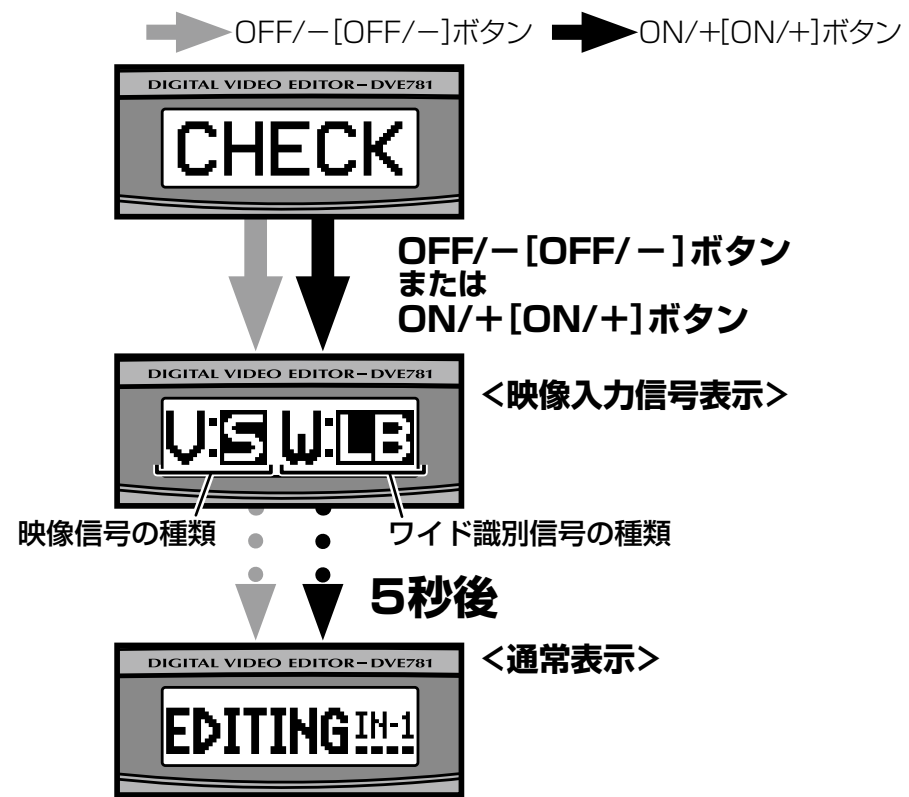 OFF/−[OFF/−]ボタン ON/+[ON/+]ボタン
DIGITAL VIDEO EDITOR−DVE781
CHECK
OFF/−[OFF/−]ボタン
または
ON/+[ON/+]ボタン
DIGITAL VIDEO EDITOR−DVE781
<映像入力信号表示>
V:S W:LB
映像信号の種類 ワイド識別信号の種類
5秒後
DIGITAL VIDEO EDITOR−DVE781
<通常表示>
EDITING IN-1